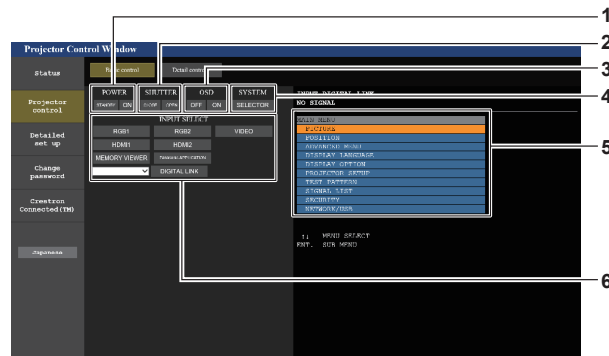 1
2
3
4
5
6
Projector Control Window
Status
Projector control
Detailed set up
Change password
Crestron Connected(TM)
Japanese
Basic control
Detail control
POWER
STANDBY ON
SHUTTER
CLOSE OPEN
OSD
OFF ON
SYSTEM
SELECTOR
INPUT SELECT
RGB1 RGB2 VIDEO
HDMI1 HDMI2
MEMORY VIEWER Panasonic APPLICATION
DIGITAL LINK
INPUT DIGITAL LINK
NO SIGNAL
MAIN MENU
PICTURE
POSITION
ADVANCED MENU
DISPLAY LANGUAGE
DISPLAY OPTION
PROJECTOR SETUP
TEST PATTERN
SIGNAL LIST
SECURITY
NETWORK/USB
↑↓ MENU SELECT
ENT. SUB MENU